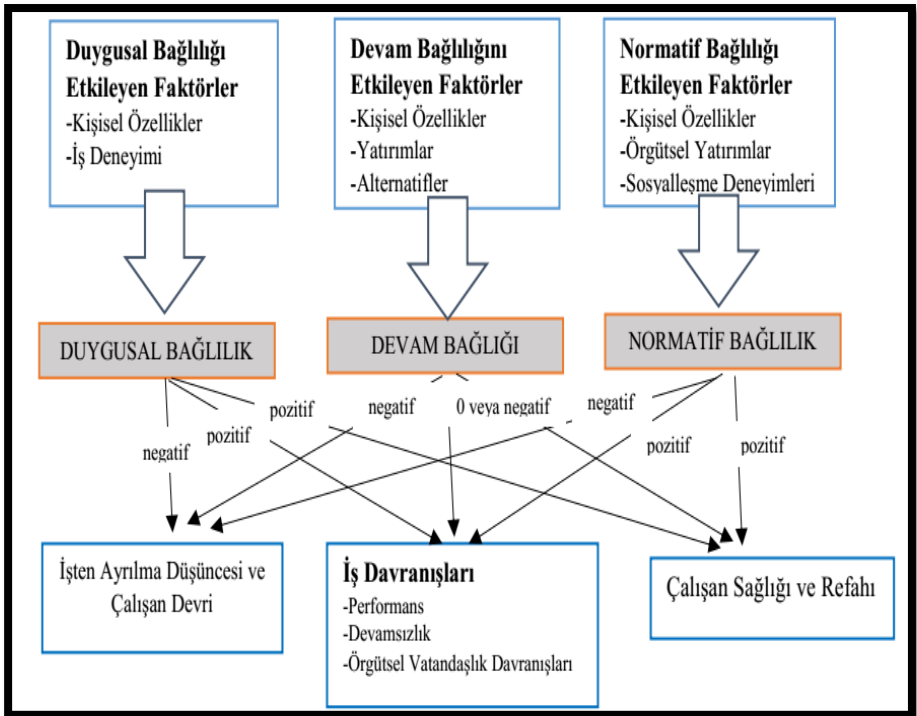 Duygusal Bağlılığı
Etkileyen Faktörler
-Kişisel Özellikler
-İş Deneyimi
Devam Bağlılığını
Etkileyen Faktörler
-Kişisel Özellikler
-Yatırımlar
-Alternatifler
Normatif Bağlılığı
Etkileyen Faktörler
-Kişisel Özellikler
-Örgütsel Yatırımlar
-Sosyalleşme Deneyimleri
DUYGUSAL BAĞLILIK
DEVAM BAĞLIĞI
NORMATİF BAĞLILIK
negatif
pozitif
pozitif
negatif
0 veya negatif
negatif
pozitif
pozitif
İşten Ayrılma Düşüncesi ve
Çalışan Devri
İş Davranışları
-Performans
-Devamsızlık
-Örgütsel Vatandaşlık Davranışları
Çalışan Sağlığı ve Refahı